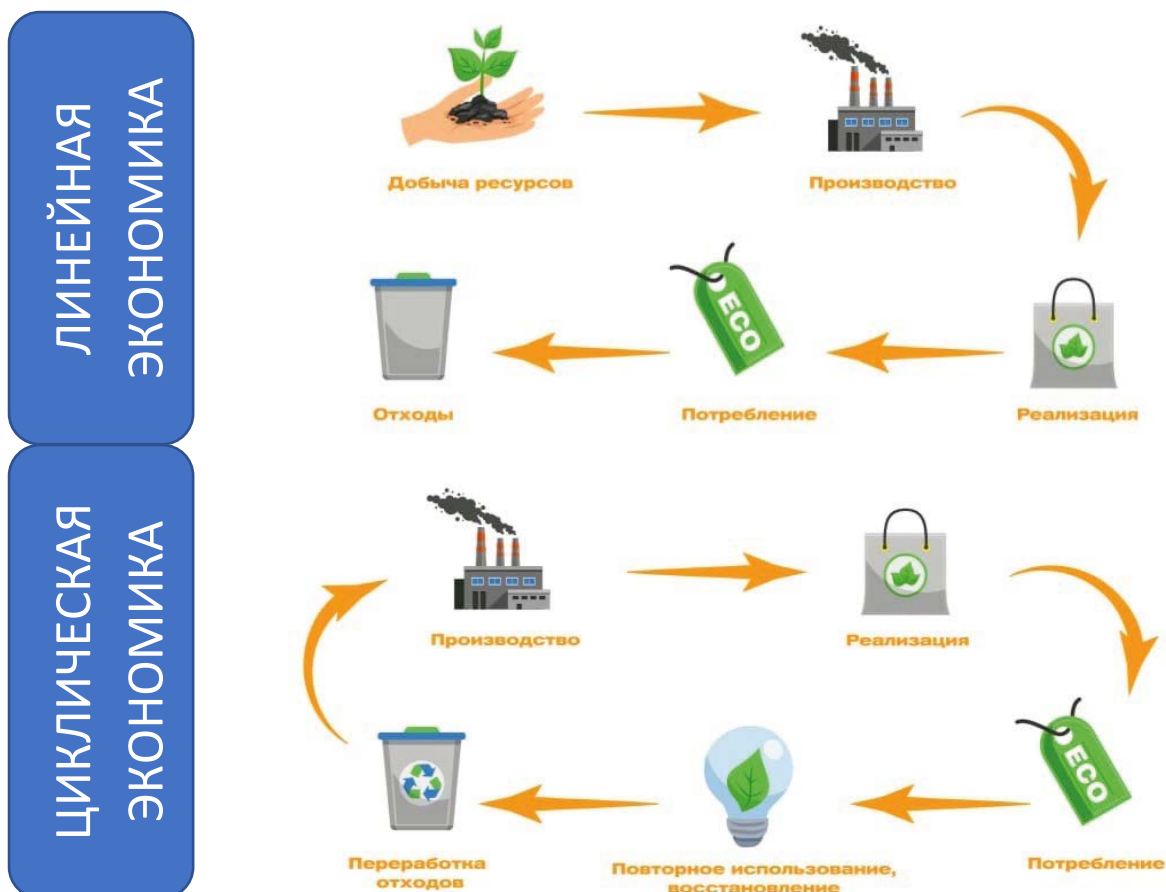 ЛИНЕЙНАЯ
ЭКОНОМИКА
Добыча ресурсов
Производство
ECO
Отходы
Потребление
Реализация
ЦИКЛИЧЕСКАЯ
ЭКОНОМИКА
Производство
Реализация
ECO
Переработка
отходов
Повторное использование,
восстановление
Потребление